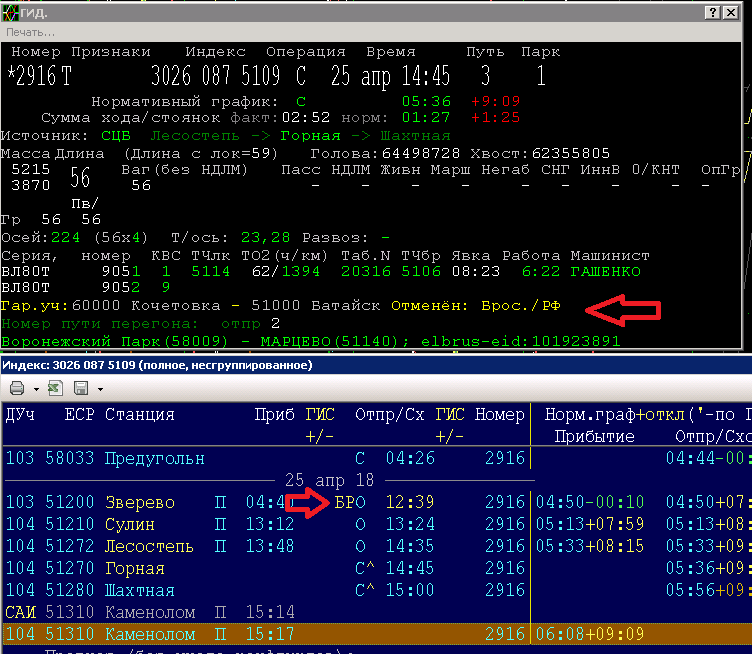 ГИД.
Печать...
Номер Признаки Индекс Операция Время Путь Парк
*2916 Т 3026 087 5109 С 25 апр 14:45 3 1
Нормативный график: С 05:36 +9:09
Сумма хода/стоянок факт:02:52 норм: 01:27 +1:25
Источник: СЦБ Лесостепь -> Горная -> Шахтная
Масса Длина (Длина с лок=59) Голова:64498728 Хвост:62355805
5215 56 Ваг(без НДЛМ) Пасс НДЛМ Живн Марш Негаб СНГ ИннВ О/КНТ ОпГр
3870 56 - - - - - - - - -
Пв/
Гр 56 56
Осей:224 (56x4) Т/ось: 23,28 Развоз: -
Серия, номер КВС ТЧлк ТО2(ч/км) Таб.N ТЧбр Явка Работа Машинист
ВЛ80Т 9051 1 5114 62/1394 20316 5106 08:23 6:22 ГАШЕНКО
ВЛ80Т 9052 9
Гар.уч:60000 Кочетовка - 51000 Батайск Отменён: Брос./РФ
Номер пути перегона: отпр 2
Воронежский Парк(58009) - МАРЦЕВО(51140); elbrus-eid:101923891
Индекс: 3026 087 5109 (полное, несгруппированное)
ДУч ЕСР Станция Приб ГИС Отпр/Сх ГИС Номер Норм.граф+откл('-по
+/- +/- Прибытие Отпр/Схо
103 58033 Предугольн С 04:26 2916 04:44-00:
25 апр 18
103 51200 Зверево П 04:40 БРО 12:39 2916 04:50-00:10 04:50+07:
104 51210 Сулин П 13:12 О 13:24 2916 05:13+07:59 05:13+08:
104 51272 Лесостепь П 13:48 О 14:35 2916 05:33+08:15 05:33+09:
104 51270 Горная С^ 14:45 2916 05:36+09:
104 51280 Шахтная С^ 15:00 2916 05:56+09:
САИ 51310 Каменолом П 15:14
104 51310 Каменолом П 15:17 2916 06:08+09:09